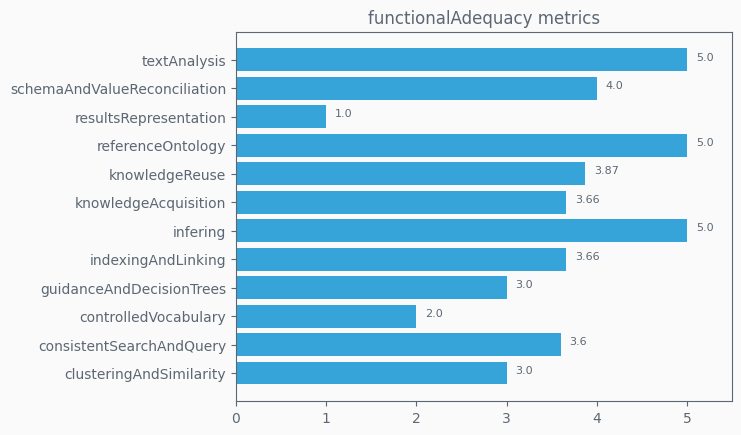 functionalAdequacy metrics
textAnalysis 5.0
schemaAndValueReconciliation 4.0
resultsRepresentation 1.0
referenceOntology 5.0
knowledgeReuse 3.87
knowledgeAcquisition 3.66
infering 5.0
indexingAndLinking 3.66
guidanceAndDecisionTrees 3.0
controlledVocabulary 2.0
consistentSearchAndQuery 3.6
clusteringAndSimilarity 3.0
0 1 2 3 4 5